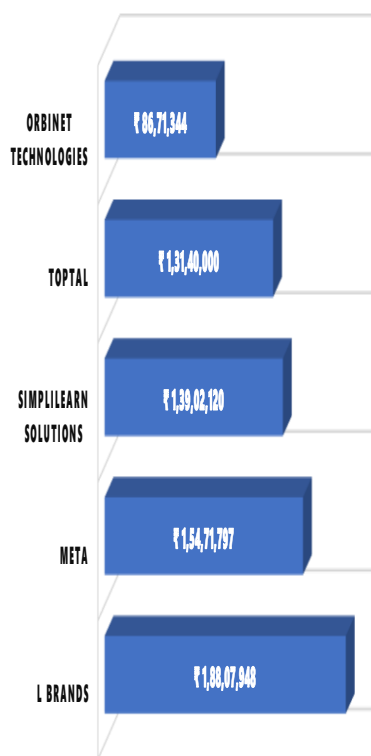 ORBINET
TECHNOLOGIES
₹ 86,71,344
TOPTAL
₹ 1,31,40,000
SIMPLILEARN
SOLUTIONS
₹ 1,39,02,120
META
₹ 1,54,71,797
L BRANDS
₹ 1,88,07,948